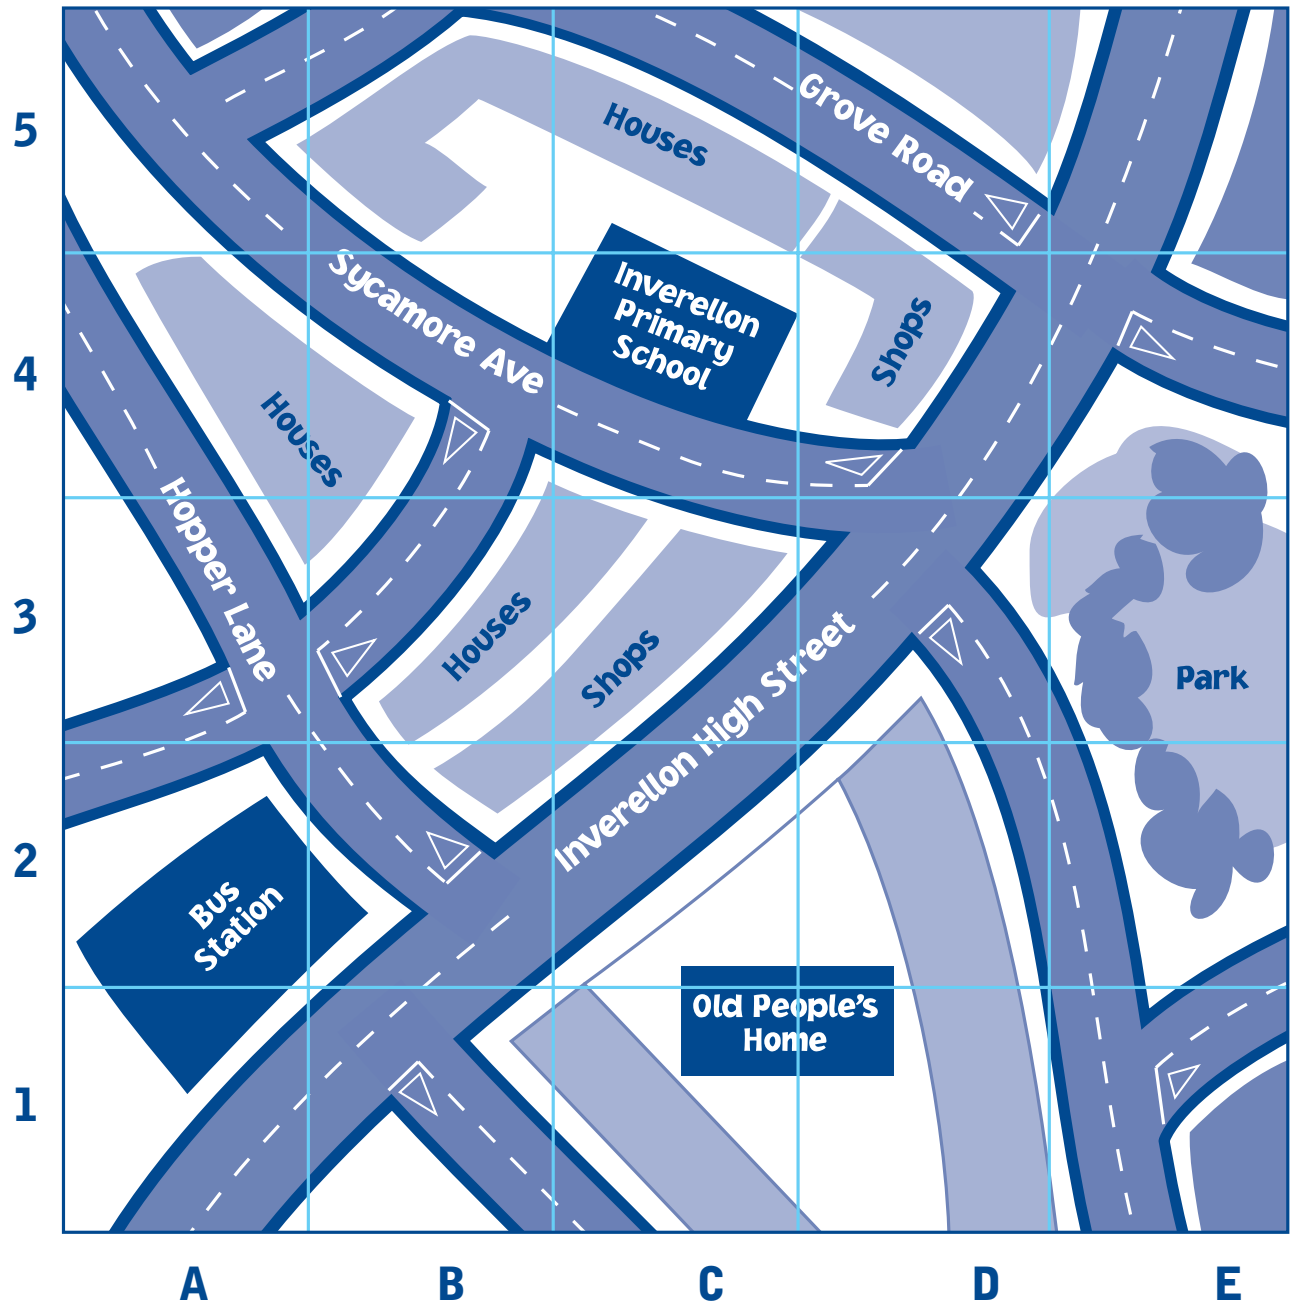 5
Houses
Grove Road
Sycamore Ave
Inverellon
Primary
School
Shops
4
Houses
Hopper Lane
3
Houses
Shops
Inverellon High Street
Park
2
Bus
Station
Old People's
Home
1
A B C D E